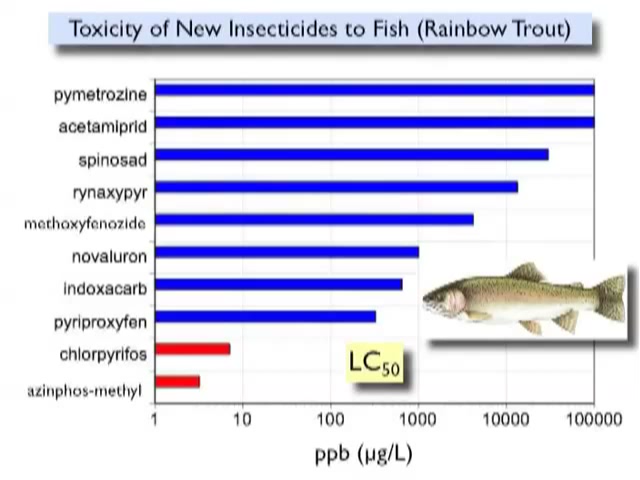 Toxicity of New Insecticides to Fish (Rainbow Trout)
pymetrozine
acetamiprid
spinosad
rynaxypyr
methoxyfenozide
novaluron
indoxacarb
pyriproxyfen
chlorpyrifos
azinphos-methyl
LC50
1 10 100 1000 10000 100000
ppb (µg/L)